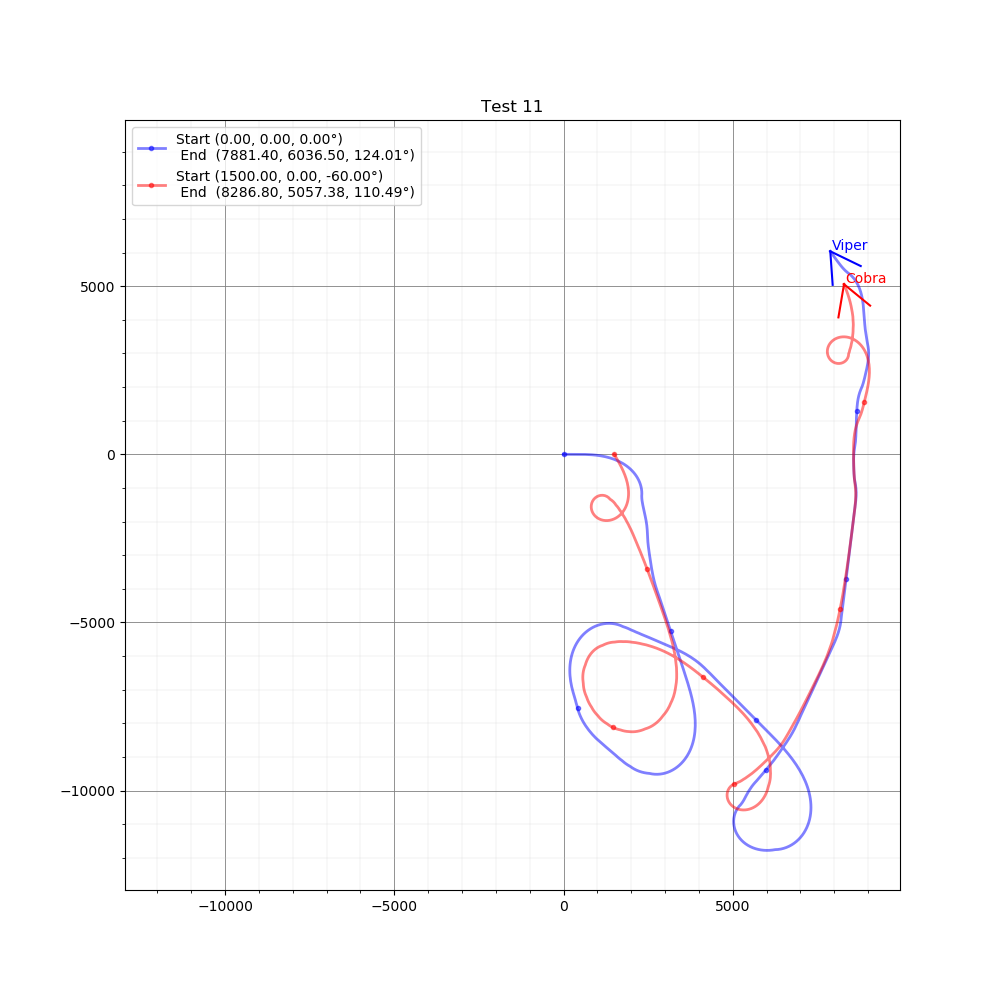 Test 11
Start (0.00, 0.00, 0.00°)
End  (7881.40, 6036.50, 124.01°)
Start (1500.00, 0.00, -60.00°)
End  (8286.80, 5057.38, 110.49°)
Viper
Cobra
5000
0
−5000
−10000
−10000
−5000
0
5000